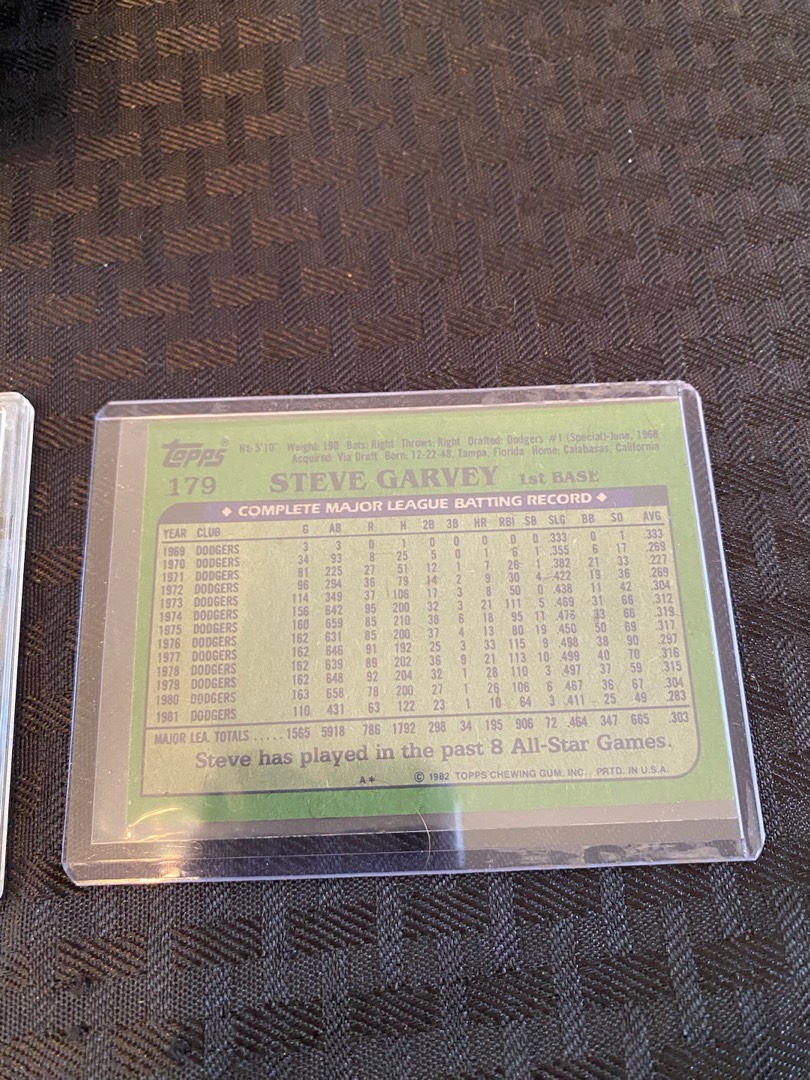 Topps
Ht: 5'10" Weight: 190 Bats: Right Throws: Right Drafted: Dodgers #1 (Special)-June, 1968
Acquired: Via Draft Born: 12-22-48, Tampa, Florida Home: Calabasas, California
179 STEVE GARVEY 1st BASE
◆ COMPLETE MAJOR LEAGUE BATTING RECORD ◆
YEAR CLUB G AB R H 2B 3B HR RBI SB SLG BB SO AVG
1969 DODGERS 3 3 0 1 0 0 0 0 0 .333 0 1 .333
1970 DODGERS 34 93 8 25 5 0 1 6 1 .355 6 17 .269
1971 DODGERS 81 225 27 51 12 1 7 26 1 .382 21 33 .227
1972 DODGERS 96 294 36 79 14 2 9 30 4 .422 19 36 .269
1973 DODGERS 114 349 37 106 17 3 8 50 0 .438 11 42 .304
1974 DODGERS 156 642 95 200 32 3 21 111 5 .469 31 66 .312
1975 DODGERS 160 659 85 210 38 6 18 95 11 .476 33 66 .319
1976 DODGERS 162 631 85 200 37 4 13 80 19 .450 50 69 .317
1977 DODGERS 162 646 91 192 25 3 33 115 9 .498 38 90 .297
1978 DODGERS 162 639 89 202 36 9 21 113 10 .499 40 70 .316
1979 DODGERS 162 648 92 204 32 1 28 110 3 .497 37 59 .315
1980 DODGERS 163 658 78 200 27 1 26 106 6 .467 36 67 .304
1981 DODGERS 110 431 63 122 23 1 10 64 3 .411 25 49 .283
MAJOR LEA. TOTALS ..... 1565 5918 786 1792 298 34 195 906 72 .464 347 665 .303
Steve has played in the past 8 All-Star Games.
A* © 1982 TOPPS CHEWING GUM, INC., PRTD. IN U.S.A.